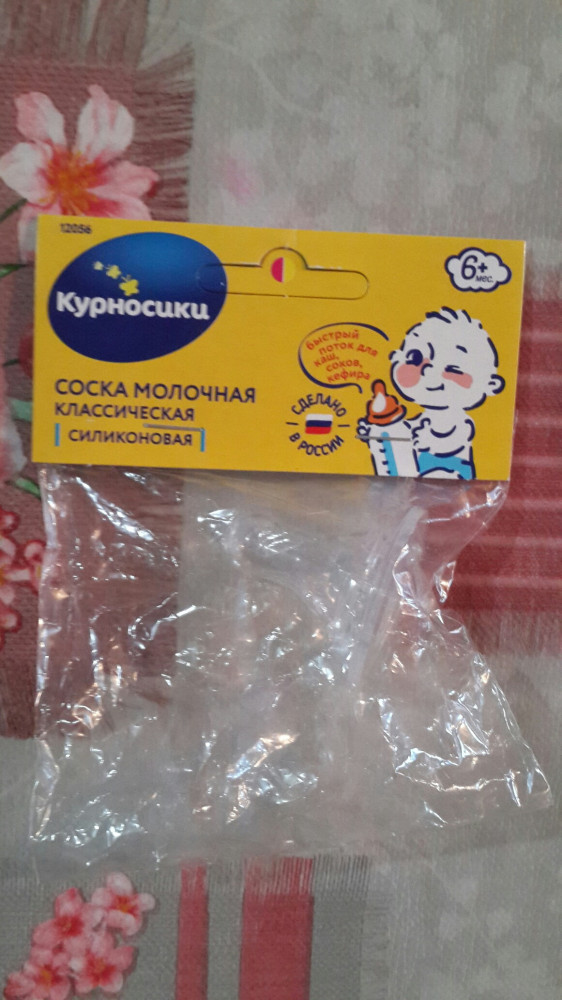 12056
Курносики
6+
мес.
быстрый
поток для
каш,
соков,
кефира
СОСКА МОЛОЧНАЯ
КЛАССИЧЕСКАЯ
СИЛИКОНОВАЯ
СДЕЛАНО
В РОССИИ